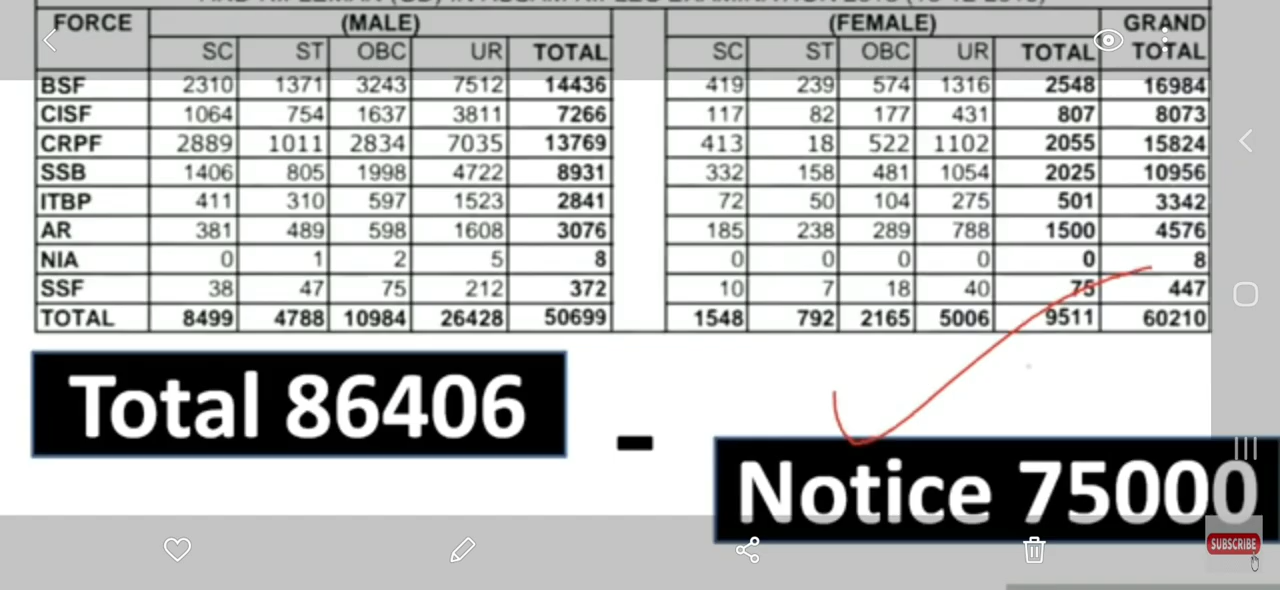 FORCE (MALE) (FEMALE) GRAND
SC ST OBC UR TOTAL SC ST OBC UR TOTAL TOTAL
BSF 2310 1371 3243 7512 14436 419 239 574 1316 2548 16984
CISF 1064 754 1637 3811 7266 117 82 177 431 807 8073
CRPF 2889 1011 2834 7035 13769 413 18 522 1102 2055 15824
SSB 1406 805 1998 4722 8931 332 158 481 1054 2025 10956
ITBP 411 310 597 1523 2841 72 50 104 275 501 3342
AR 381 489 598 1608 3076 185 238 289 788 1500 4576
NIA 0 1 2 5 8 0 0 0 0 0 8
SSF 38 47 75 212 372 10 7 18 40 75 447
TOTAL 8499 4788 10984 26428 50699 1548 792 2165 5006 9511 60210
Total 86406
-
Notice 75000
SUBSCRIBE